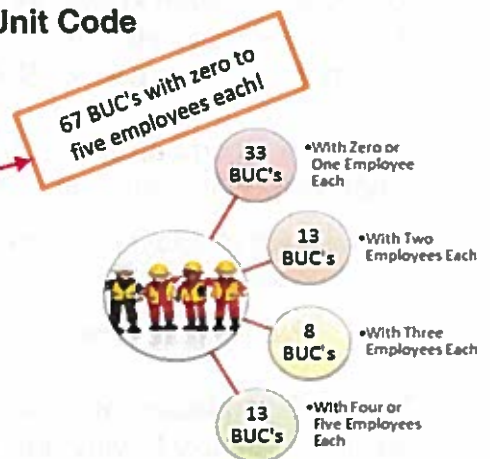 Unit Code
67 BUC's with zero to
five employees each!
33
BUC's
•With Zero or
One Employee
Each
13
BUC's
•With Two
Employees Each
8
BUC's
•With Three
Employees Each
13
BUC's
•With Four or
Five Employees
Each